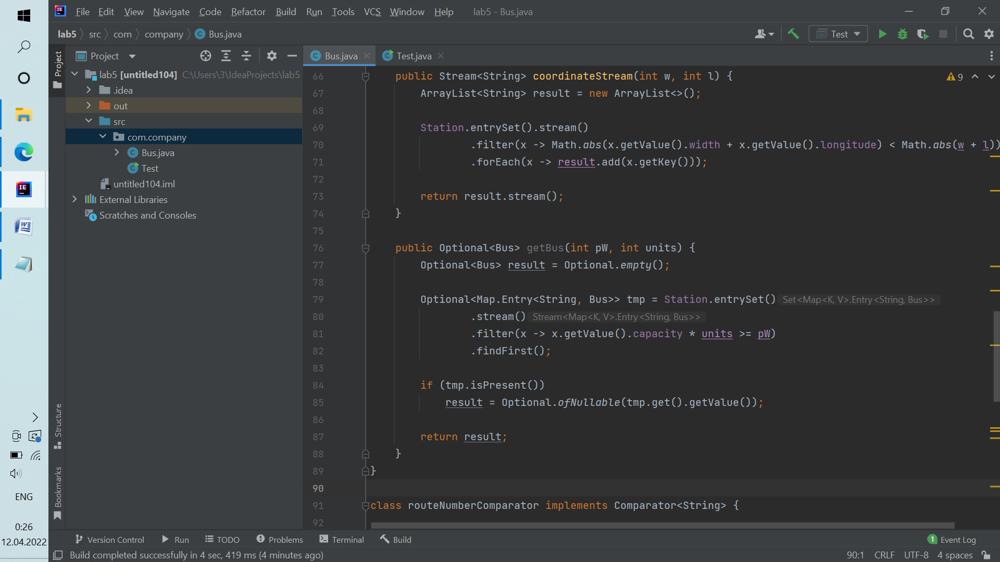 File Edit View Navigate Code Refactor Build Run Tools VCS Window Help lab5 - Bus.java
lab5 src com company Bus.java
Test
Project
Project
Bus.java Test.java
lab5 [untitled104] C:\Users\3\IdeaProjects\lab5
.idea
out
src
com.company
Bus.java
Test
untitled104.iml
External Libraries
Scratches and Consoles
9
66 public Stream<String> coordinateStream(int w, int l) {
67 ArrayList<String> result = new ArrayList<>();
68
69 Station.entrySet().stream()
70 .filter(x -> Math.abs(x.getValue().width + x.getValue().longitude) < Math.abs(w + l))
71 .forEach(x -> result.add(x.getKey()));
72
73 return result.stream();
74 }
75
76 public Optional<Bus> getBus(int pW, int units) {
77 Optional<Bus> result = Optional.empty();
78
79 Optional<Map.Entry<String, Bus>> tmp = Station.entrySet() Set<Map<K, V>.Entry<String, Bus>>
80 .stream() Stream<Map<K, V>.Entry<String, Bus>>
81 .filter(x -> x.getValue().capacity * units >= pW)
82 .findFirst();
83
84 if (tmp.isPresent())
85 result = Optional.ofNullable(tmp.get().getValue());
86
87 return result;
88 }
89 }
90
91 class routeNumberComparator implements Comparator<String> {
92
Structure
Bookmarks
ENG
0:26
12.04.2022
Version Control Run TODO Problems Terminal Build 1 Event Log
Build completed successfully in 4 sec, 419 ms (4 minutes ago) 90:1 CRLF UTF-8 4 spaces